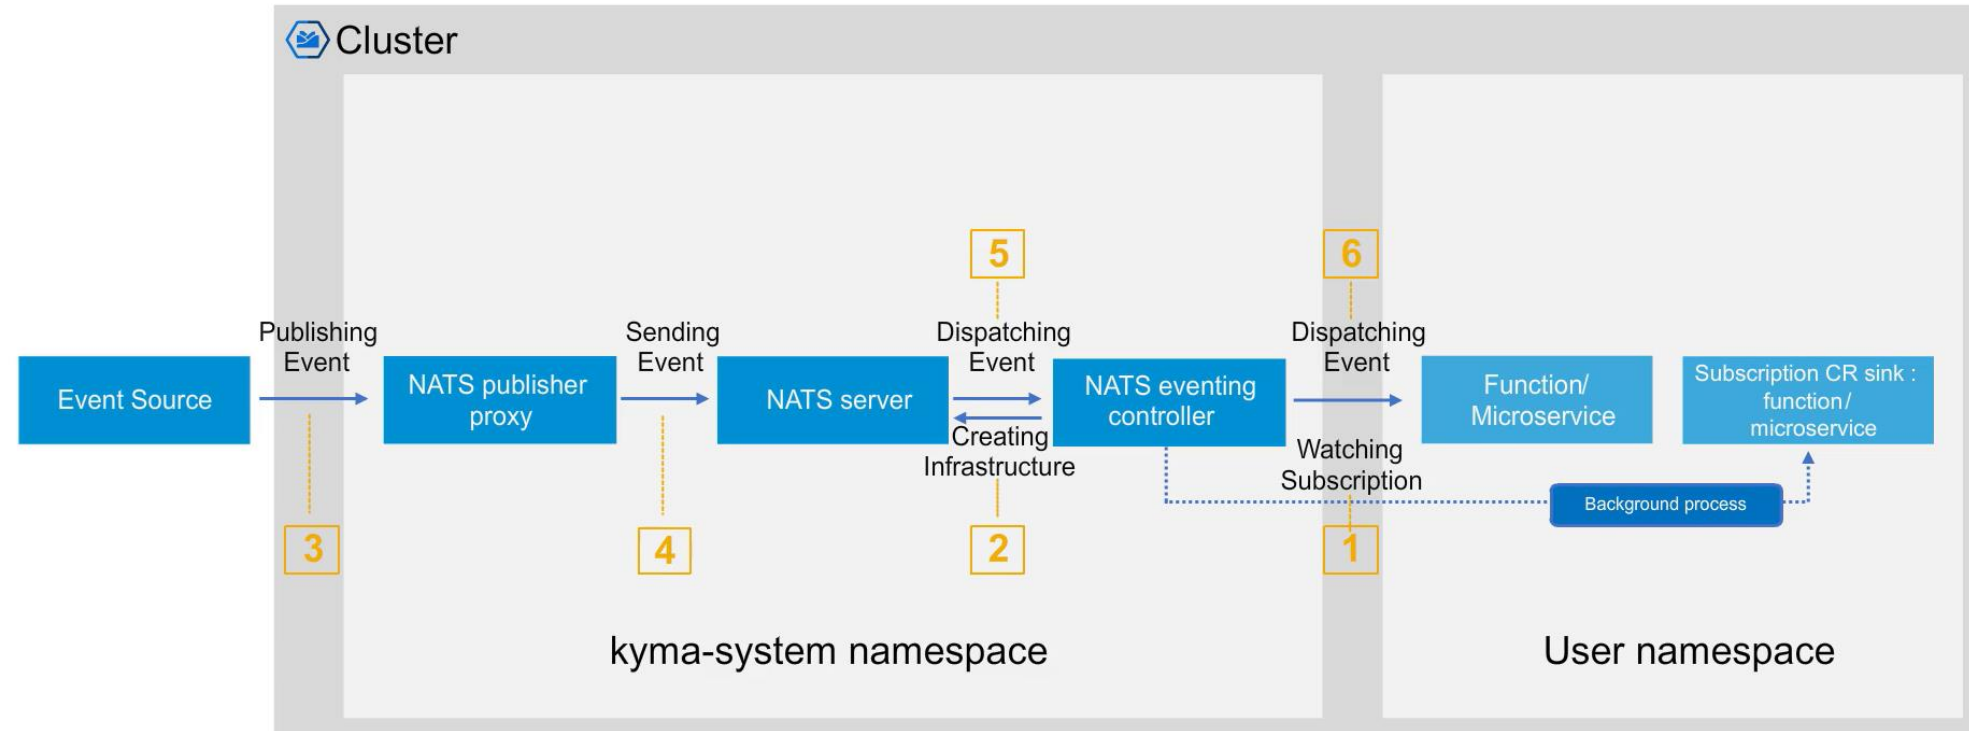 Cluster
5
6
Publishing
Event
Sending
Event
Dispatching
Event
Dispatching
Event
Event Source
NATS publisher
proxy
NATS server
NATS eventing
controller
Function/
Microservice
Subscription CR sink :
function/
microservice
Creating
Infrastructure
Watching
Subscription
Background process
3
4
2
1
kyma-system namespace
User namespace